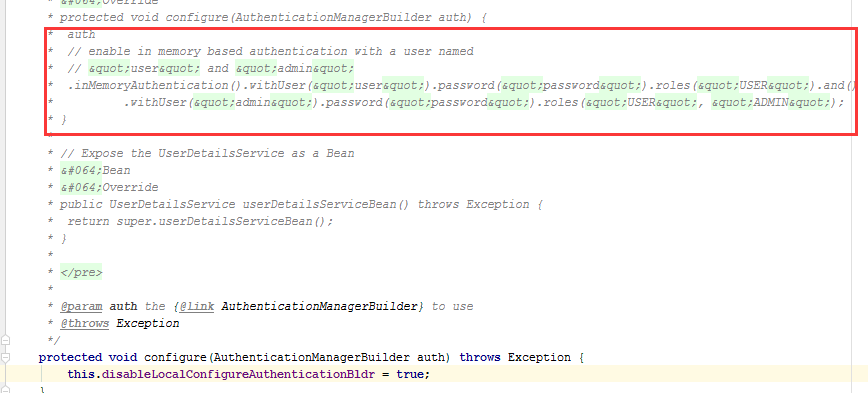 * &#064;Override
* protected void configure(AuthenticationManagerBuilder auth) {
*  auth
*  // enable in memory based authentication with a user named
*  // &quot;user&quot; and &quot;admin&quot;
*  .inMemoryAuthentication().withUser(&quot;user&quot;).password(&quot;password&quot;).roles(&quot;USER&quot;).and()
*        .withUser(&quot;admin&quot;).password(&quot;password&quot;).roles(&quot;USER&quot;, &quot;ADMIN&quot;);
* }
*
* // Expose the UserDetailsService as a Bean
* &#064;Bean
* &#064;Override
* public UserDetailsService userDetailsServiceBean() throws Exception {
*  return super.userDetailsServiceBean();
* }
*
* </pre>
*
* @param auth the {@link AuthenticationManagerBuilder} to use
* @throws Exception
*/
protected void configure(AuthenticationManagerBuilder auth) throws Exception {
    this.disableLocalConfigureAuthenticationBldr = true;
}